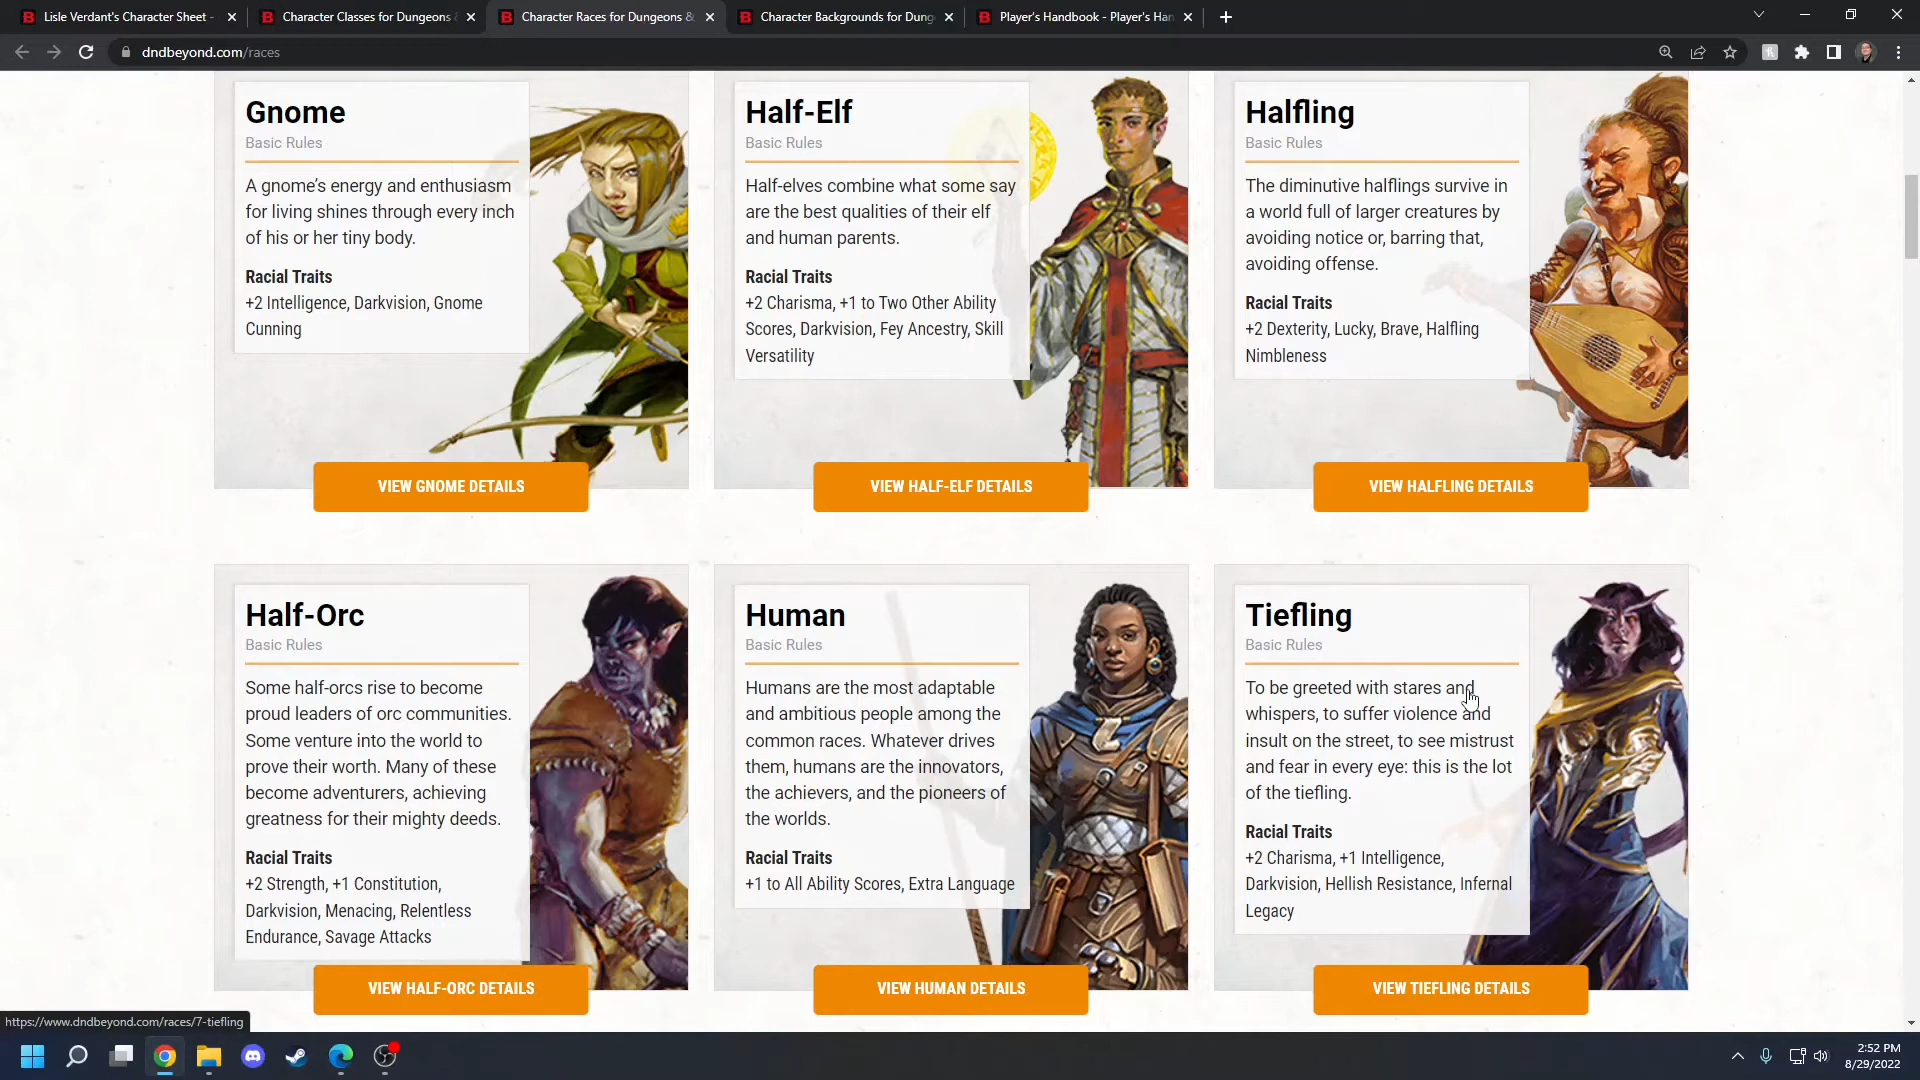 Lisle Verdant's Character Sheet -
Character Classes for Dungeons &
Character Races for Dungeons &
Character Backgrounds for Dung
Player's Handbook - Player's Han
dndbeyond.com/races
Gnome
Basic Rules
A gnome's energy and enthusiasm
for living shines through every inch
of his or her tiny body.
Racial Traits
+2 Intelligence, Darkvision, Gnome
Cunning
VIEW GNOME DETAILS
Half-Elf
Basic Rules
Half-elves combine what some say
are the best qualities of their elf
and human parents.
Racial Traits
+2 Charisma, +1 to Two Other Ability
Scores, Darkvision, Fey Ancestry, Skill
Versatility
VIEW HALF-ELF DETAILS
Halfling
Basic Rules
The diminutive halflings survive in
a world full of larger creatures by
avoiding notice or, barring that,
avoiding offense.
Racial Traits
+2 Dexterity, Lucky, Brave, Halfling
Nimbleness
VIEW HALFLING DETAILS
Half-Orc
Basic Rules
Some half-orcs rise to become
proud leaders of orc communities.
Some venture into the world to
prove their worth. Many of these
become adventurers, achieving
greatness for their mighty deeds.
Racial Traits
+2 Strength, +1 Constitution,
Darkvision, Menacing, Relentless
Endurance, Savage Attacks
VIEW HALF-ORC DETAILS
Human
Basic Rules
Humans are the most adaptable
and ambitious people among the
common races. Whatever drives
them, humans are the innovators,
the achievers, and the pioneers of
the worlds.
Racial Traits
+1 to All Ability Scores, Extra Language
VIEW HUMAN DETAILS
Tiefling
Basic Rules
To be greeted with stares and
whispers, to suffer violence and
insult on the street, to see mistrust
and fear in every eye: this is the lot
of the tiefling.
Racial Traits
+2 Charisma, +1 Intelligence,
Darkvision, Hellish Resistance, Infernal
Legacy
VIEW TIEFLING DETAILS
https://www.dndbeyond.com/races/7-tiefling
2:52 PM
8/29/2022